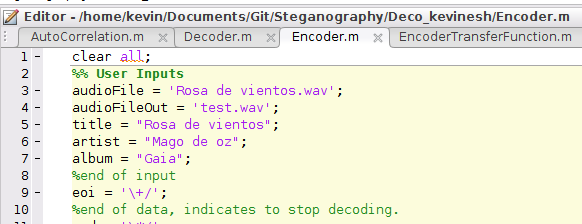 Editor - /home/kevin/Documents/Git/Steganography/Deco_kevinesh/Encoder.m
AutoCorrelation.m × Decoder.m × Encoder.m × EncoderTransferFunction.m
1 - clear all;
2 %% User Inputs
3 - audioFile = 'Rosa de vientos.wav';
4 - audioFileOut = 'test.wav';
5 - title = "Rosa de vientos";
6 - artist = "Mago de oz";
7 - album = "Gaia";
8 %end of input
9 - eoi = '\+/';
10 %end of data, indicates to stop decoding.